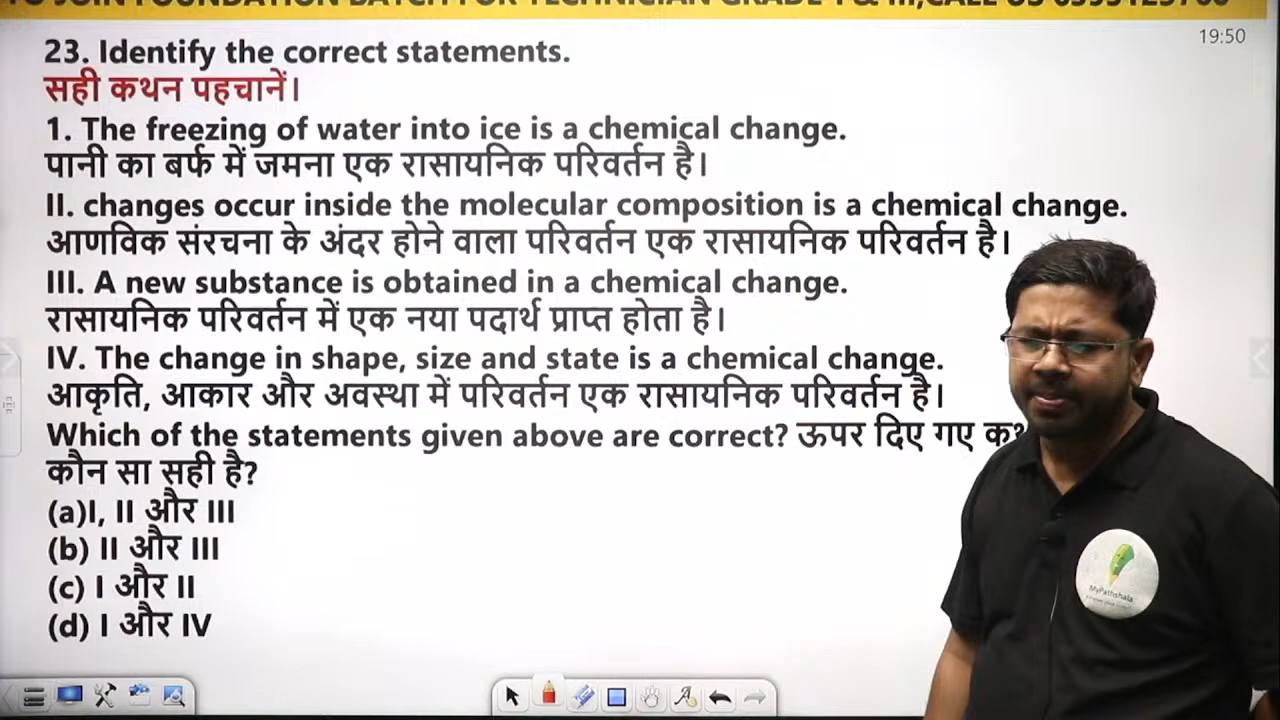 19:50
23. Identify the correct statements.
सही कथन पहचानें।
1. The freezing of water into ice is a chemical change.
पानी का बर्फ में जमना एक रासायनिक परिवर्तन है।
II. changes occur inside the molecular composition is a chemical change.
आणविक संरचना के अंदर होने वाला परिवर्तन एक रासायनिक परिवर्तन है।
III. A new substance is obtained in a chemical change.
रासायनिक परिवर्तन में एक नया पदार्थ प्राप्त होता है।
IV. The change in shape, size and state is a chemical change.
आकृति, आकार और अवस्था में परिवर्तन एक रासायनिक परिवर्तन है।
Which of the statements given above are correct? ऊपर दिए गए
कौन सा सही है?
(a)I, II और III
(b) II और III
(c) I और II
(d) I और IV
MyPathshala